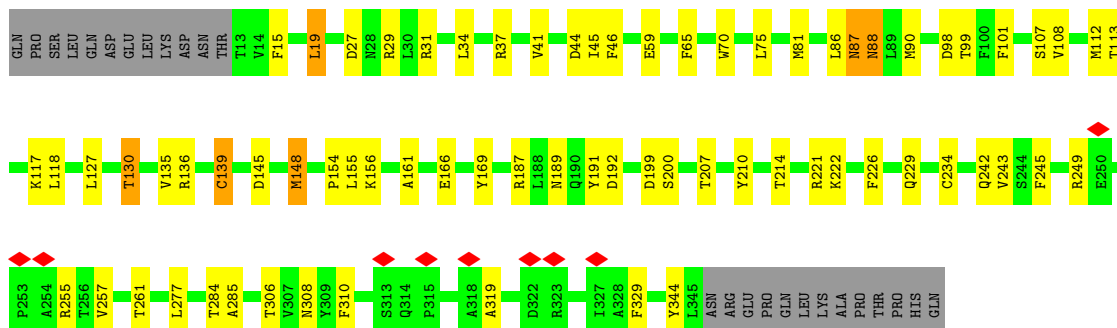 GLN PRO SER LEU GLN ASP GLU LEU LYS ASP ASN THR T13 V14 F15 L19 D27 N28 R29 L30 R31 L34 R37 V41 D44 I45 F46 E59 F65 W70 L75 M81 L86 N87 N88 L89 M90 D98 T99 F100 F101 S107 V108 M112 T113
K117 L118 L127 T130 V135 R136 C139 D145 M148 P154 L155 K156 A161 E166 Y169 R187 L188 N189 Q190 Y191 D192 D199 S200 T207 Y210 T214 R221 K222 F226 Q229 C234 Q242 V243 S244 F245 R249 E250
P253 A254 R255 T256 V257 T261 L277 T284 A285 T306 V307 N308 Y309 F310 S313 Q314 P315 A318 A319 D322 R323 I327 A328 F329 Y344 L345 ASN ARG GLU PRO GLN LEU LYS ALA PRO THR PRO HIS GLN